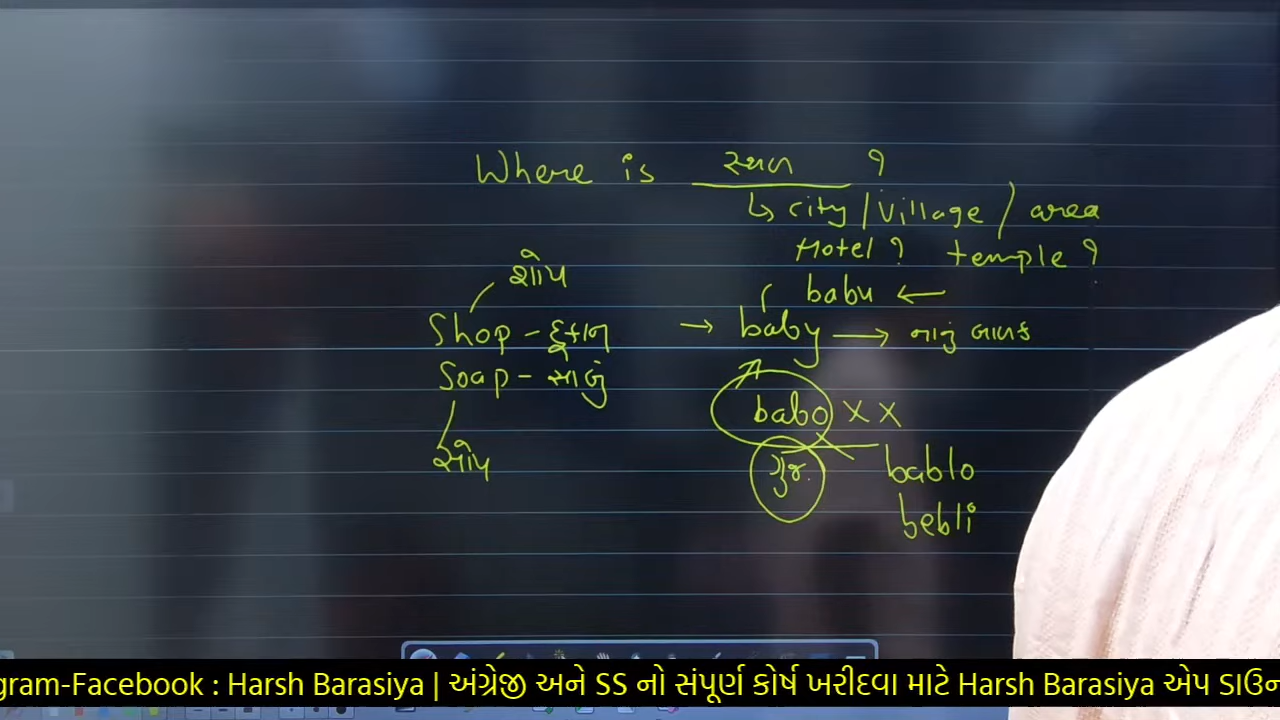 Where is સ્થળ ?
↳ city / village / area
Hotel ? temple ?
શોપ
babu ←
Shop - દુકાન
→ baby → નાનું બાળક
Soap - સાબું
babo X X
સોપ
ગુજ.
bablo
bebli
gram-Facebook : Harsh Barasiya | અંગ્રેજી અને SS નો સંપૂર્ણ કોર્ષ ખરીદવા માટે Harsh Barasiya એપ ડાઉન